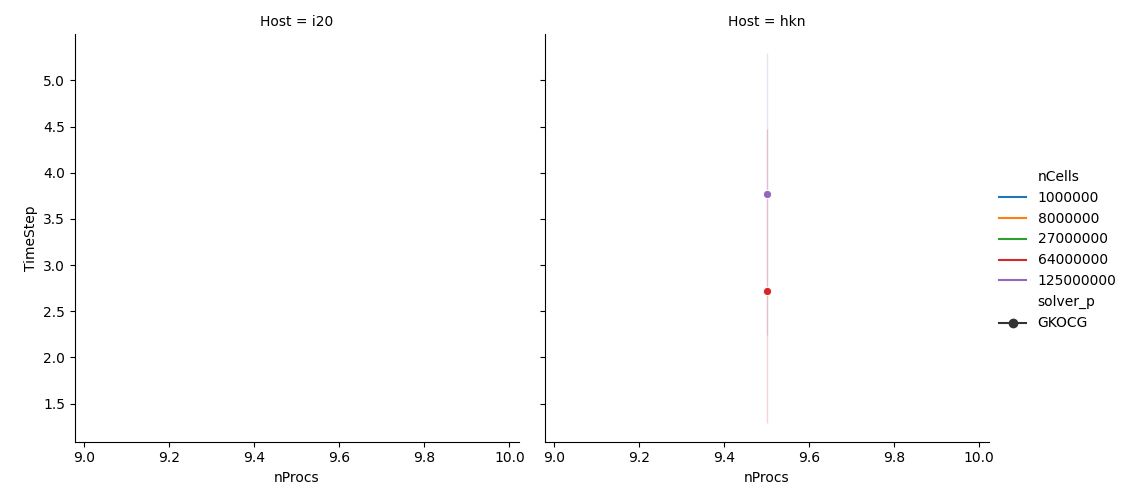 Host = i20
Host = hkn
TimeStep
5.0
4.5
4.0
3.5
3.0
2.5
2.0
1.5
9.0 9.2 9.4 9.6 9.8 10.0
nProcs
9.0 9.2 9.4 9.6 9.8 10.0
nProcs
nCells
1000000
8000000
27000000
64000000
125000000
solver_p
GKOCG